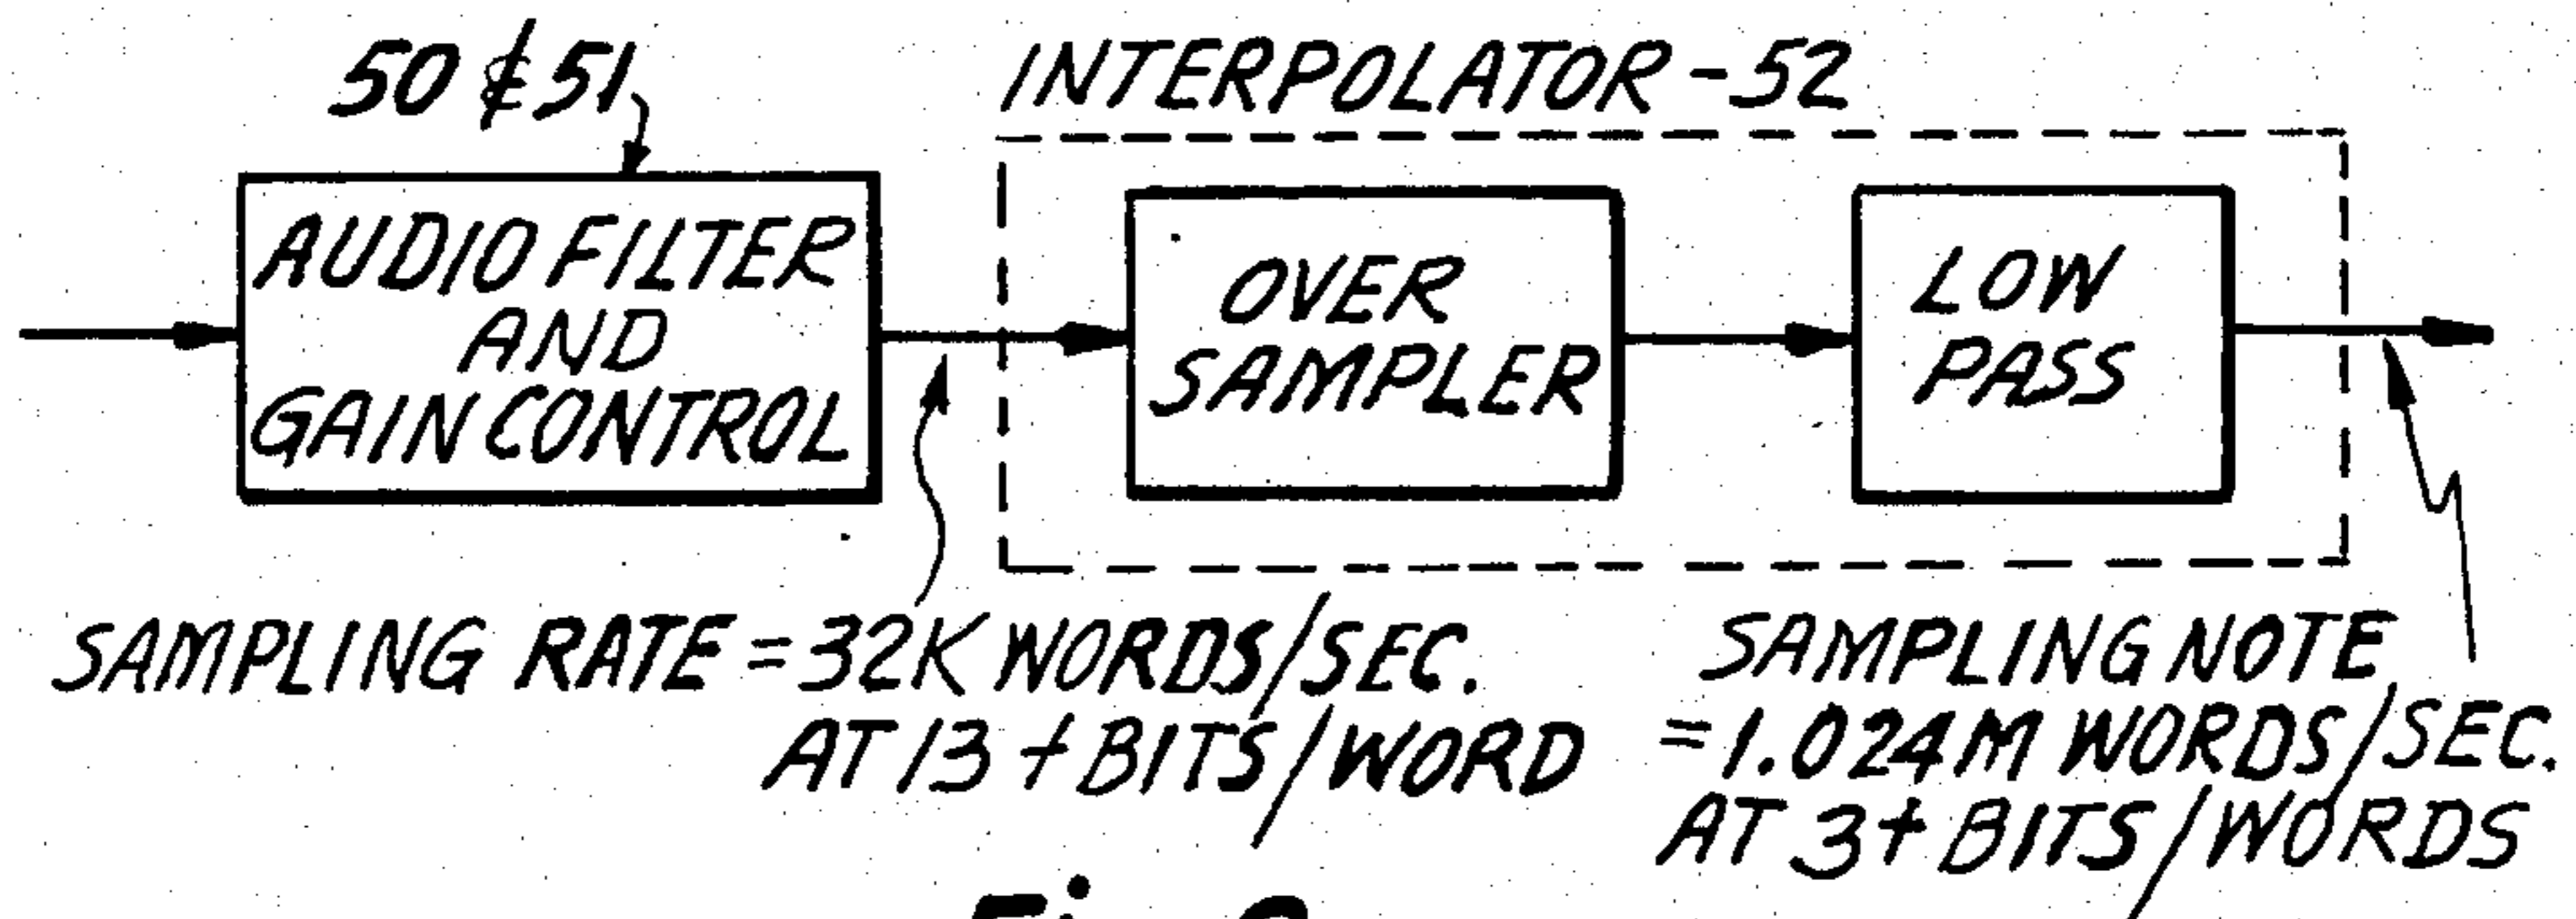 50 & 51
INTERPOLATOR - 52
AUDIO FILTER
AND
GAIN CONTROL
OVER
SAMPLER
LOW
PASS
SAMPLING RATE = 32K WORDS/SEC.
AT 13 + BITS/WORD
SAMPLING NOTE
= 1.024M WORDS/SEC.
AT 3+ BITS/WORDS